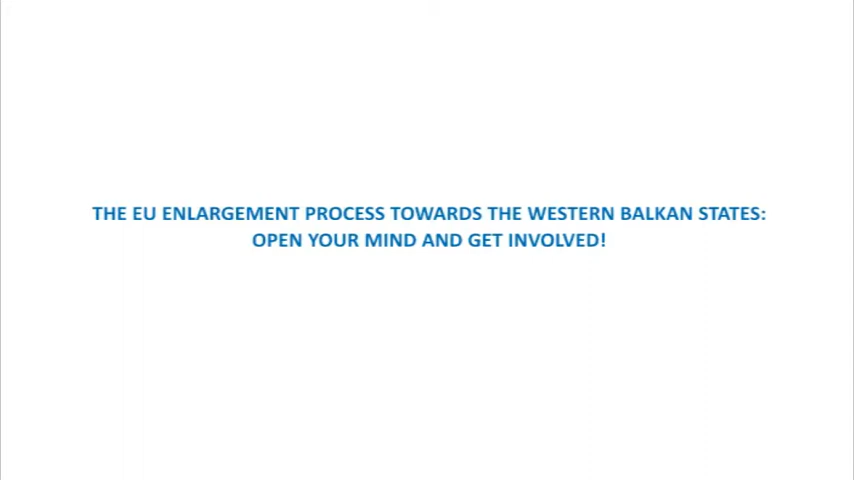 THE EU ENLARGEMENT PROCESS TOWARDS THE WESTERN BALKAN STATES:
OPEN YOUR MIND AND GET INVOLVED!